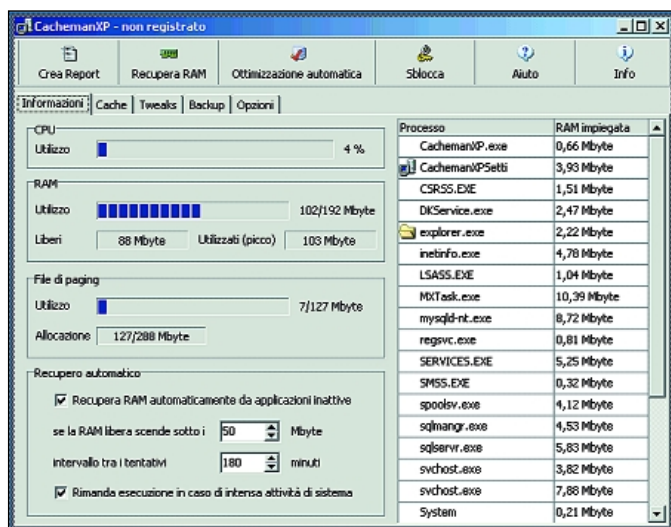 CachemanXP - non registrato
Crea Report Recupera RAM Ottimizzazione automatica Sblocca Aiuto Info
Informazioni Cache Tweaks Backup Opzioni
CPU
Utilizzo 4 %
RAM
Utilizzo 102/192 Mbyte
Liberi 88 Mbyte Utilizzati (picco) 103 Mbyte
File di paging
Utilizzo 7/127 Mbyte
Allocazione 127/288 Mbyte
Recupero automatico
Recupera RAM automaticamente da applicazioni inattive
se la RAM libera scende sotto i 50 Mbyte
intervallo tra i tentativi 180 minuti
Rimanda esecuzione in caso di intensa attività di sistema
Processo RAM impiegata
CachemanXP.exe 0,66 Mbyte
CachemanXPSetti 3,93 Mbyte
CSRSS.EXE 1,51 Mbyte
DKService.exe 2,47 Mbyte
explorer.exe 2,22 Mbyte
inetinfo.exe 4,78 Mbyte
LSASS.EXE 1,04 Mbyte
MXTask.exe 10,39 Mbyte
mysqld-nt.exe 8,72 Mbyte
regsvc.exe 0,81 Mbyte
SERVICES.EXE 5,25 Mbyte
SMSS.EXE 0,32 Mbyte
spoolsv.exe 4,12 Mbyte
sqlmangr.exe 4,53 Mbyte
sqlservr.exe 5,83 Mbyte
svchost.exe 3,82 Mbyte
svchost.exe 7,88 Mbyte
System 0,21 Mbyte